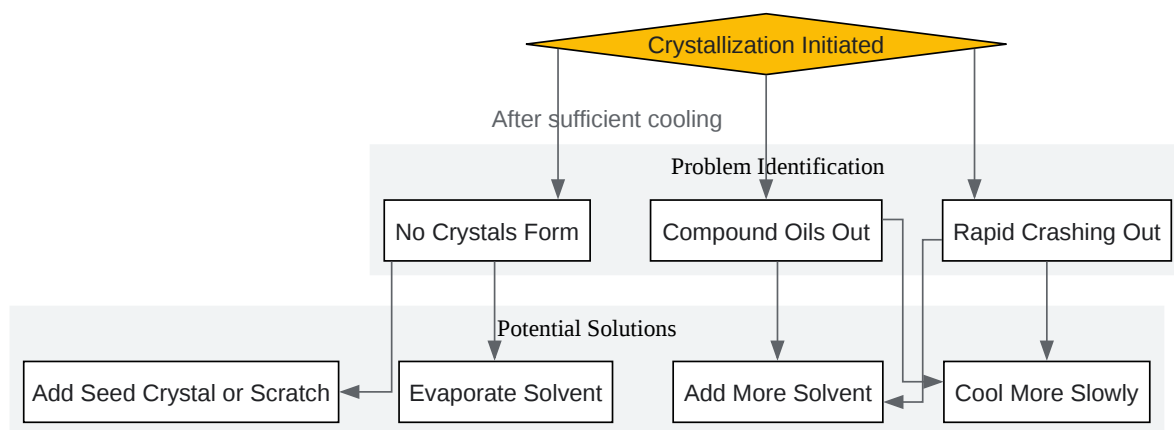 Crystallization Initiated
After sufficient cooling
Problem Identification
No Crystals Form
Compound Oils Out
Rapid Crashing Out
Potential Solutions
Add Seed Crystal or Scratch
Evaporate Solvent
Add More Solvent
Cool More Slowly